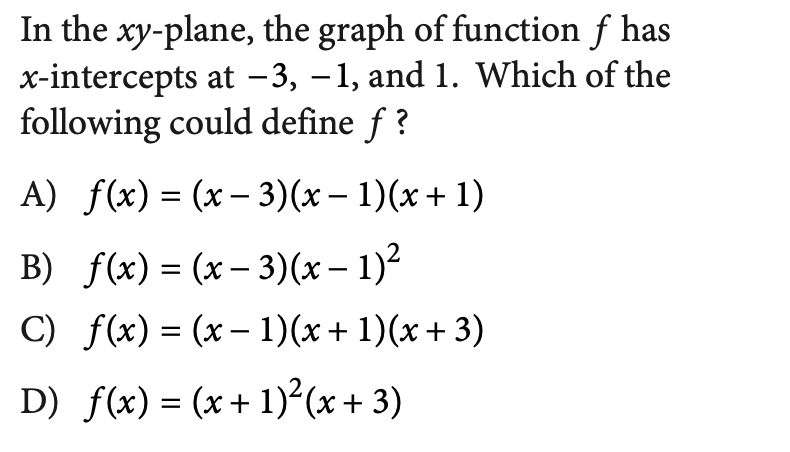 In the xy-plane, the graph of function f has
x-intercepts at −3, −1, and 1. Which of the
following could define f ?
A) f(x) = (x − 3)(x − 1)(x + 1)
B) f(x) = (x − 3)(x − 1)²
C) f(x) = (x − 1)(x + 1)(x + 3)
D) f(x) = (x + 1)²(x + 3)